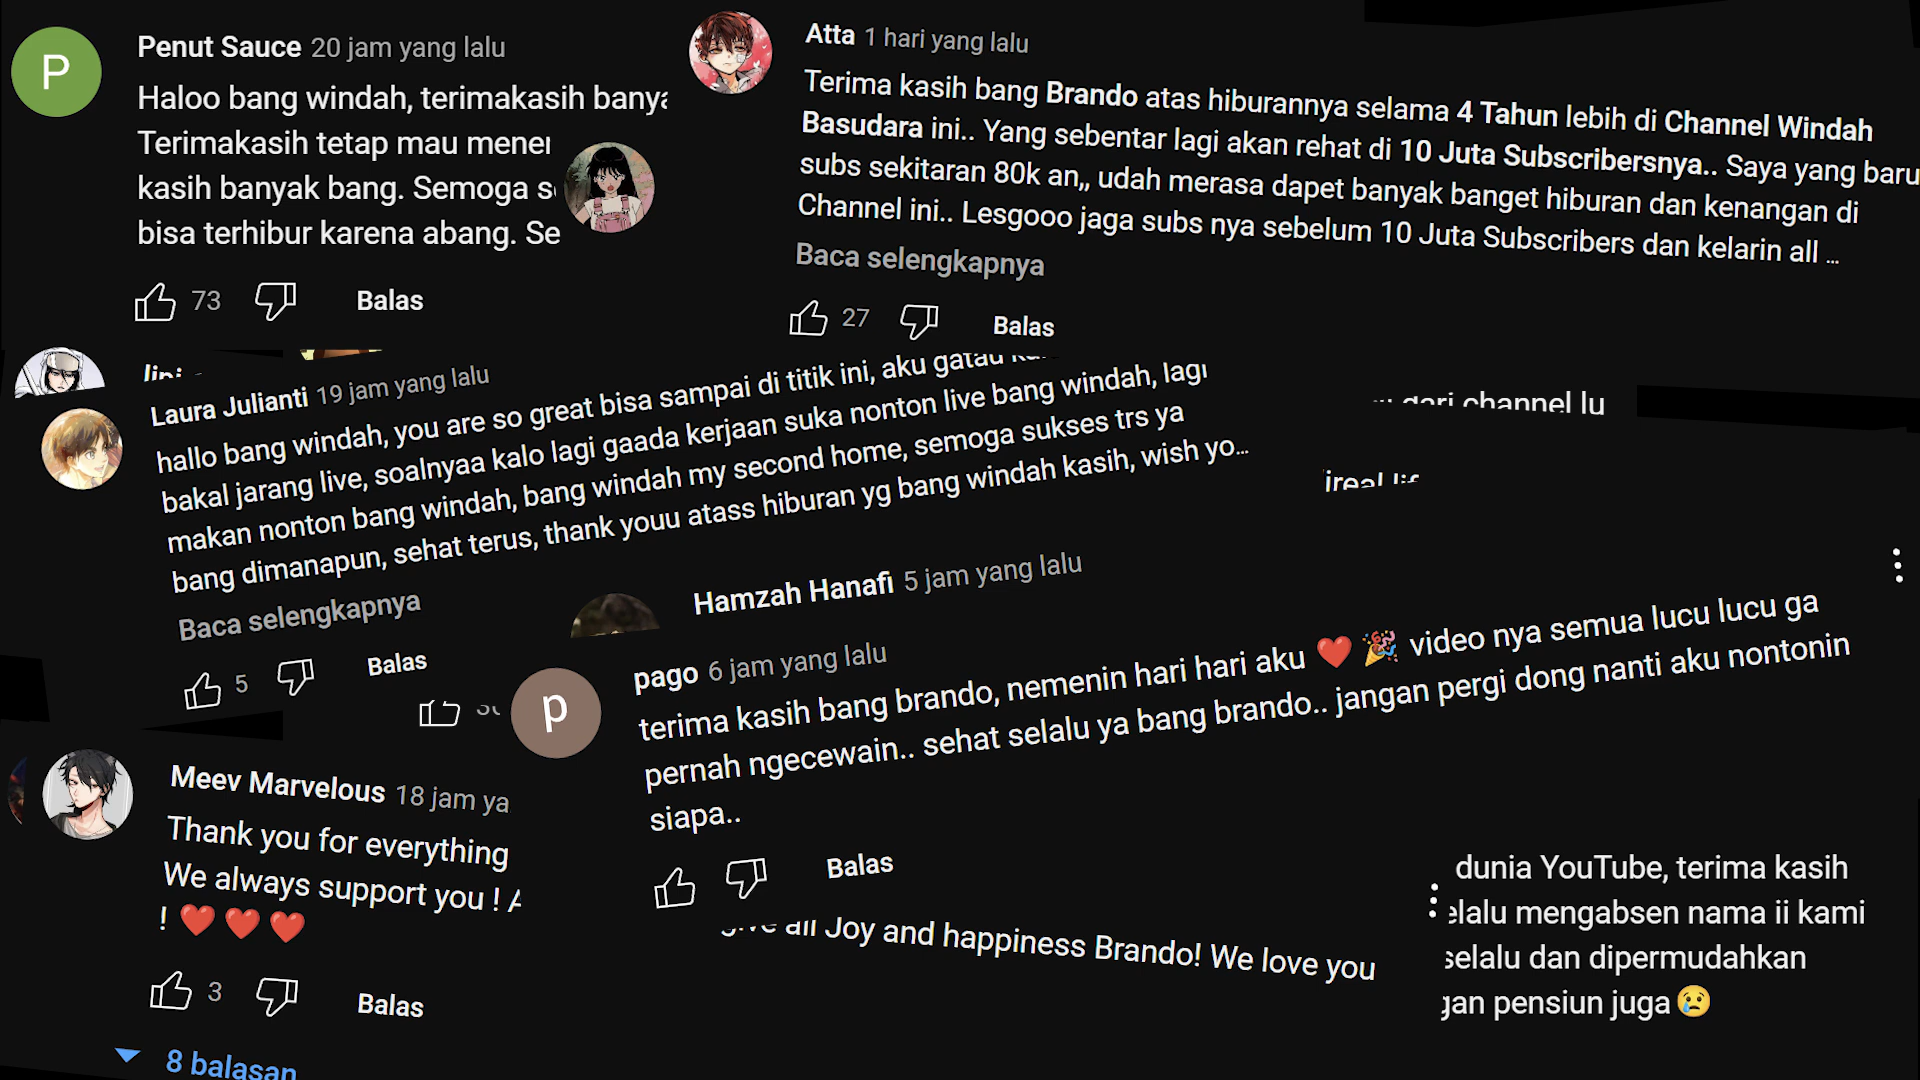 P
Penut Sauce 20 jam yang lalu
Haloo bang windah, terimakasih
Terimakasih tetap mau
kasih banyak bang. Semoga
bisa terhibur karena abang. Se
73
Balas
Atta 1 hari yang lalu
Terima kasih bang Brando atas hiburannya selama 4 Tahun lebih di Channel Windah
Basudara ini.. Yang sebentar lagi akan rehat di 10 Juta Subscribersnya.. Saya yang baru
subs sekitaran 80k an,, udah merasa dapet banyak banget hiburan dan kenangan di
Channel ini.. Lesgooo jaga subs nya sebelum 10 Juta Subscribers dan kelarin all ...
Baca selengkapnya
27
Balas
Laura Julianti 19 jam yang lalu
hallo bang windah, you are so great bisa sampai di titik ini, aku gatau
bakal jarang live, soalnyaa kalo lagi gaada kerjaan suka nonton live bang windah, lagi
makan nonton bang windah, bang windah my second home, semoga sukses trs ya
bang dimanapun, sehat terus, thank youu atass hiburan yg bang windah kasih, wish yo...
Baca selengkapnya
5
Balas
dari channel lu
Hamzah Hanafi 5 jam yang lalu
p
pago 6 jam yang lalu
terima kasih bang brando, nemenin hari hari aku ❤️ 🎉 video nya semua lucu lucu ga
pernah ngecewain.. sehat selalu ya bang brando.. jangan pergi dong nanti aku nontonin
siapa..
Balas
Meev Marvelous 18 jam ya
Thank you for everything
We always support you !
! ❤️ ❤️ ❤️
3
Balas
8 balasan
all Joy and happiness Brando! We love you
dunia YouTube, terima kasih
elalu mengabsen nama ii kami
selalu dan dipermudahkan
gan pensiun juga 😢